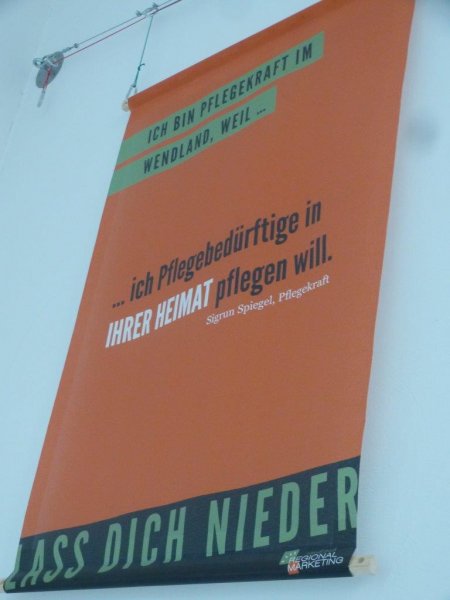 ICH BIN PFLEGEKRAFT IM
WENDLAND, WEIL ...
... ich Pflegebedürftige in
IHRER HEIMAT pflegen will.
Sigrun Spiegel, Pflegekraft
LASS DICH NIEDER
REGIONAL
MARKETING